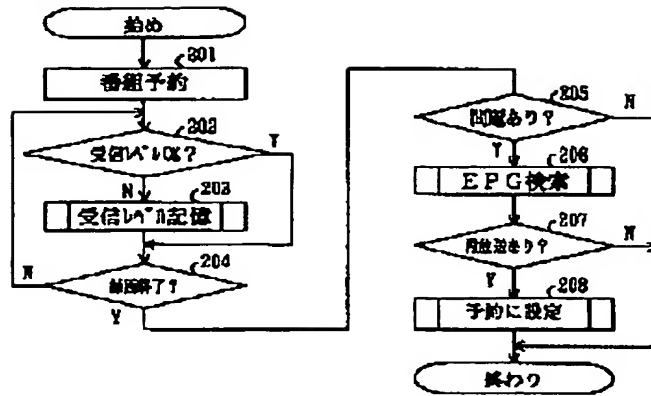 始め
201
番組予約
202
受信レベルOK?
Y
N
203
受信レベル記憶
204
録画終了?
N
Y
205
問題あり?
N
Y
206
EPG検索
207
再放送あり?
N
Y
208
予約に設定
終わり